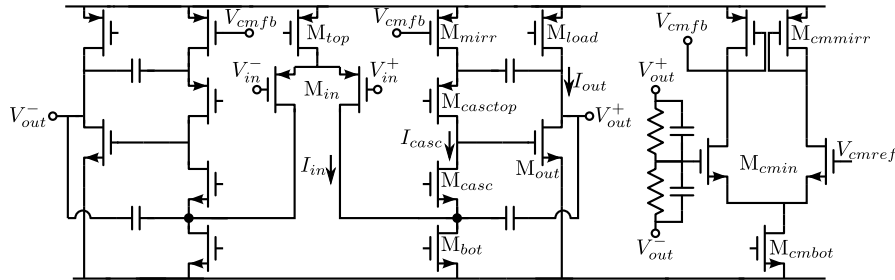 V_{cmfb}
M_{top}
V_{cmfb}
M_{mirr}
M_{load}
V_{cmfb}
M_{cmmirr}
V_{in}^-
V_{in}^+
M_{in}
I_{out}
V_{out}^-
M_{casctop}
V_{out}^+
V_{out}^+
I_{casc}
I_{in}
M_{out}
M_{casc}
M_{cmin}
V_{cmref}
M_{bot}
V_{out}^-
M_{cmbot}